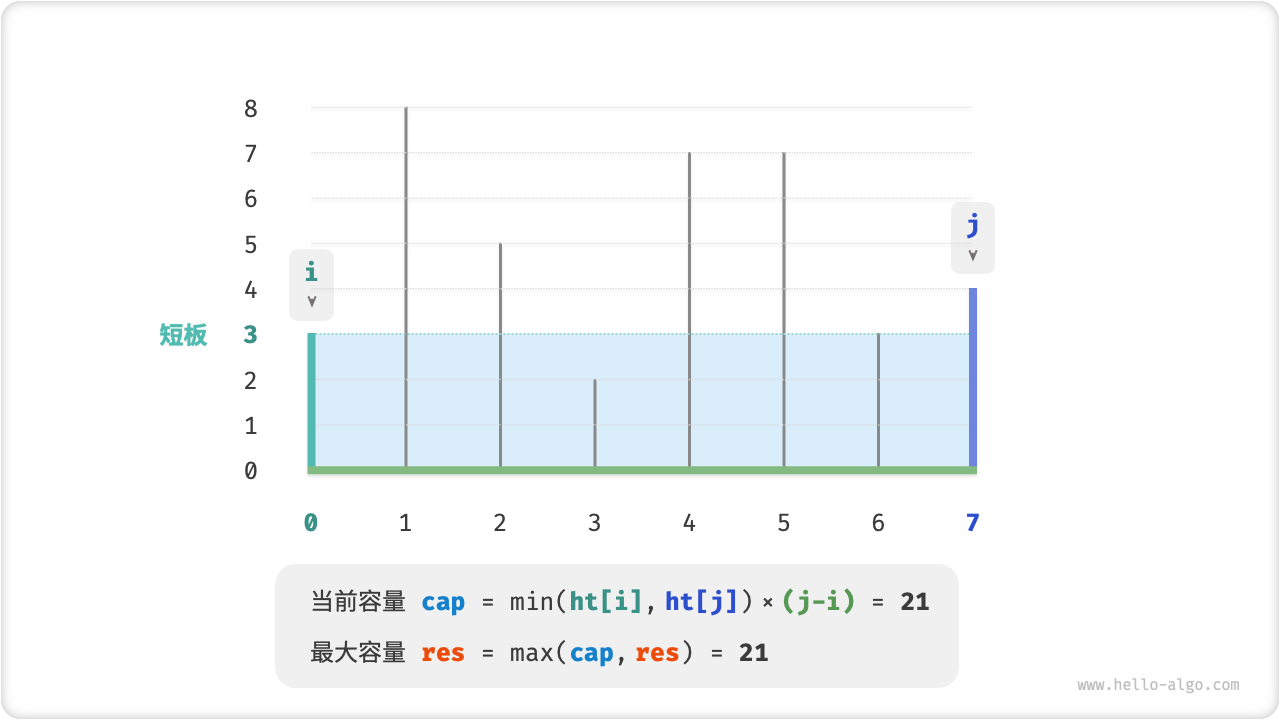 8
7
6
5
4
短板 3
2
1
0
i
j
0 1 2 3 4 5 6 7
当前容量 cap = min(ht[i], ht[j]) × (j-i) = 21
最大容量 res = max(cap, res) = 21
www.hello-algo.com